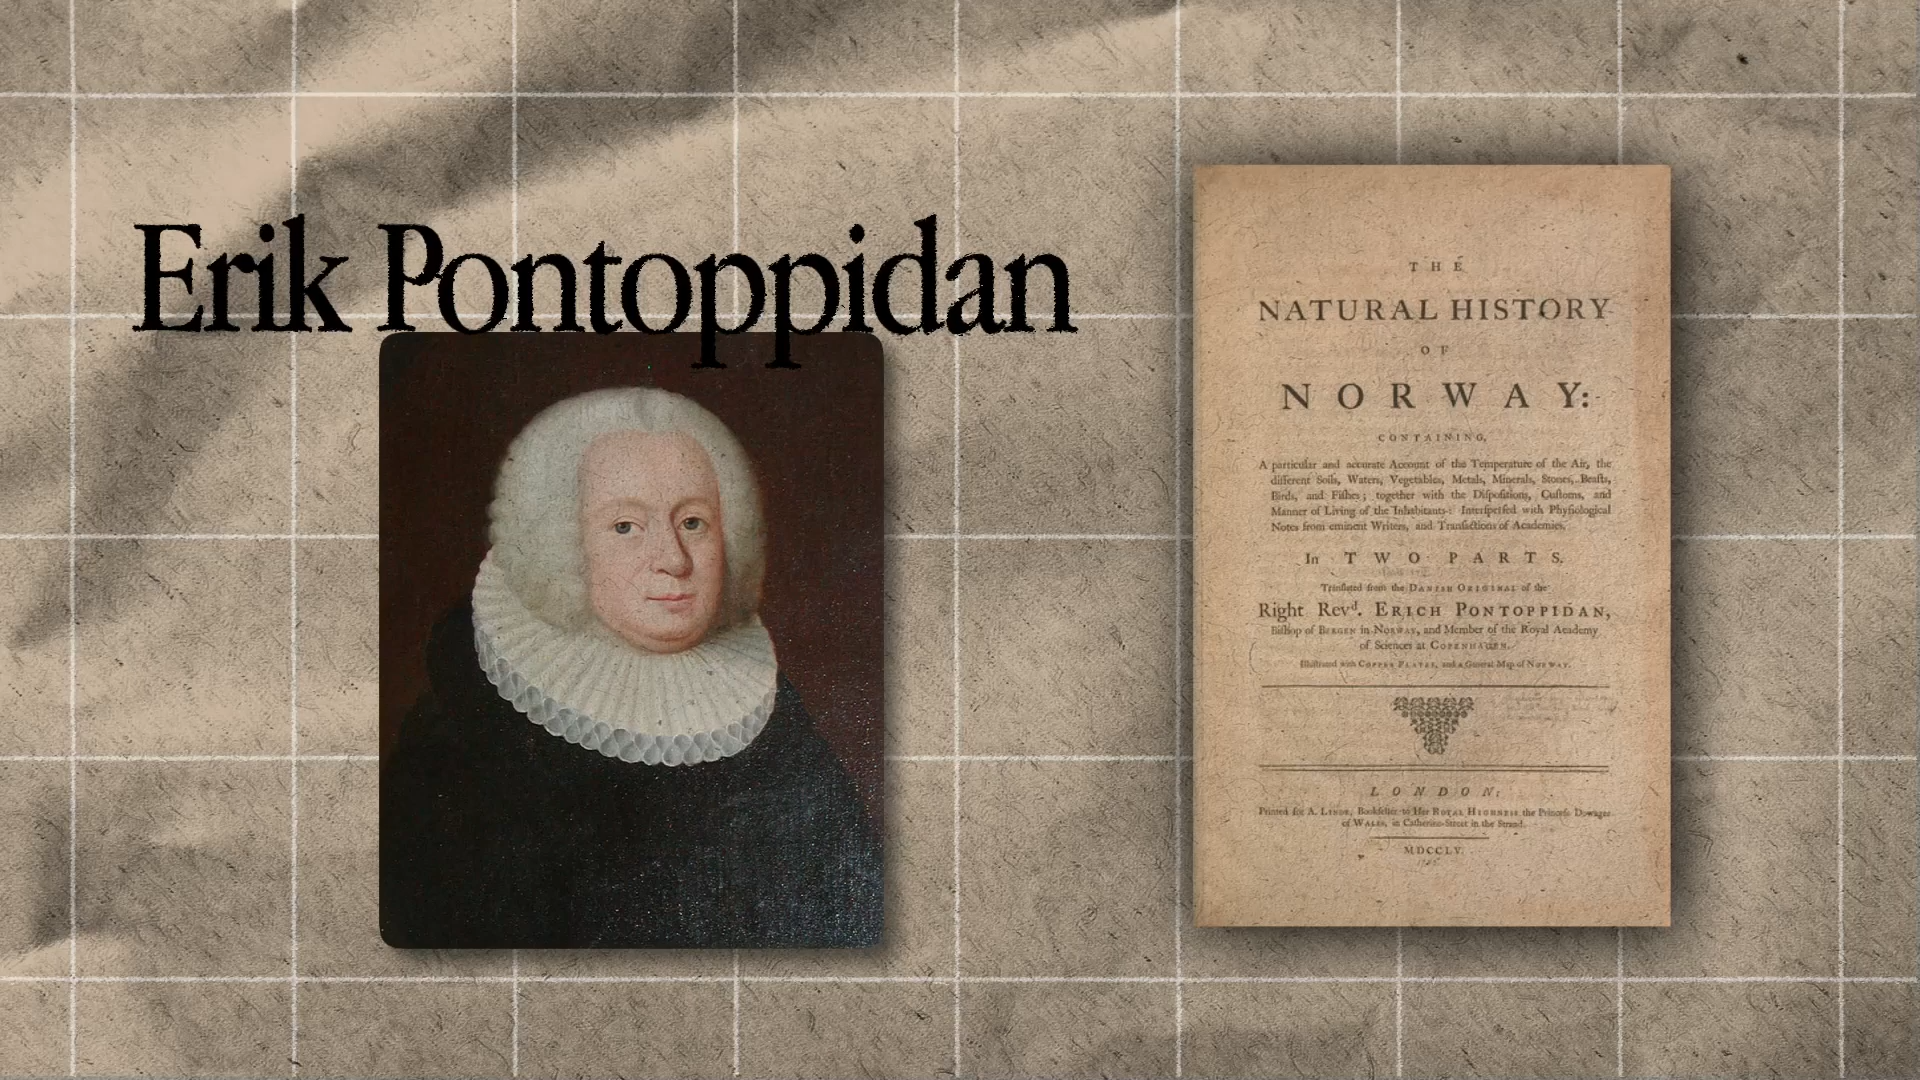 Erik Pontoppidan
THE
NATURAL HISTORY
OF
NORWAY:
CONTAINING,
A particular and accurate Account of the Temperature of the Air, the
different Soils, Waters, Vegetables, Metals, Minerals, Stones, Beaſts,
Birds, and Fiſhes; together with the Diſpoſitions, Cuſtoms, and
Manner of Living of the Inhabitants: Interſperſed with Phyſiological
Notes from eminent Writers, and Tranſactions of Academies.
In TWO PARTS.
Tranſlated from the DANISH ORIGINAL of the
Right Revd. ERICH PONTOPPIDAN,
Biſhop of BERGEN in NORWAY, and Member of the Royal Academy
of Sciences at COPENHAGEN.
Illuſtrated with COPPER PLATES, and a General Map of NORWAY.
LONDON:
Printed for A. LINDE, Bookſeller to Her ROYAL HIGHNESS the Princeſs Dowager
of WALES, in Catherine-Street in the Strand.
MDCCLV.